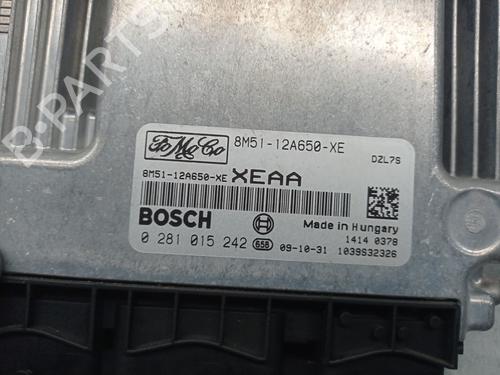 FoMoCo 8M51-12A650-XE
DZL7S
8M51-12A650-XE XEAA
BOSCH
Made in Hungary
0 281 015 242 658 09-10-31
1414 0378
1039S32326